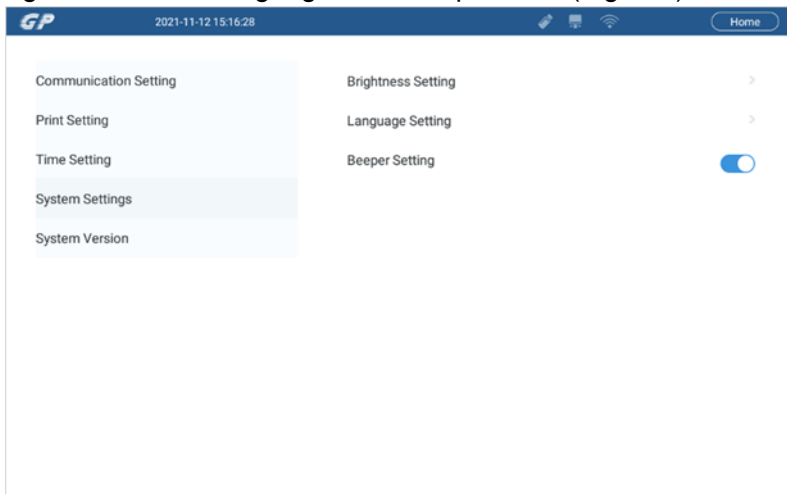 GP
2021-11-12 15:16:28
Home
Communication Setting
Print Setting
Time Setting
System Settings
System Version
Brightness Setting
Language Setting
Beeper Setting